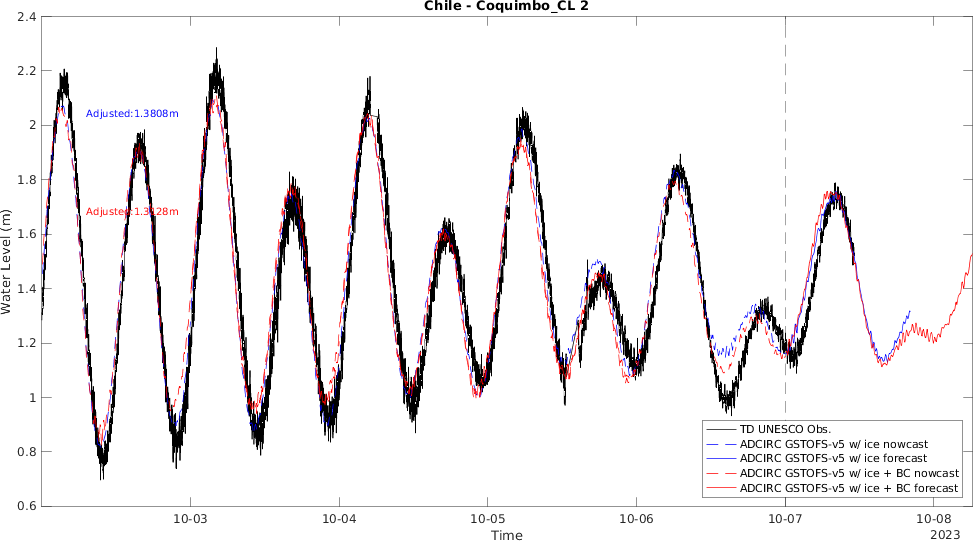 Chile - Coquimbo_CL 2
2.4
2.2
2
1.8
1.6
1.4
1.2
1
0.8
0.6
Water Level (m)
Adjusted:1.3808m
Adjusted:1.3128m
TD UNESCO Obs.
ADCIRC GSTOFS-v5 w/ ice nowcast
ADCIRC GSTOFS-v5 w/ ice forecast
ADCIRC GSTOFS-v5 w/ ice + BC nowcast
ADCIRC GSTOFS-v5 w/ ice + BC forecast
10-03 10-04 10-05 10-06 10-07 10-08
Time
2023